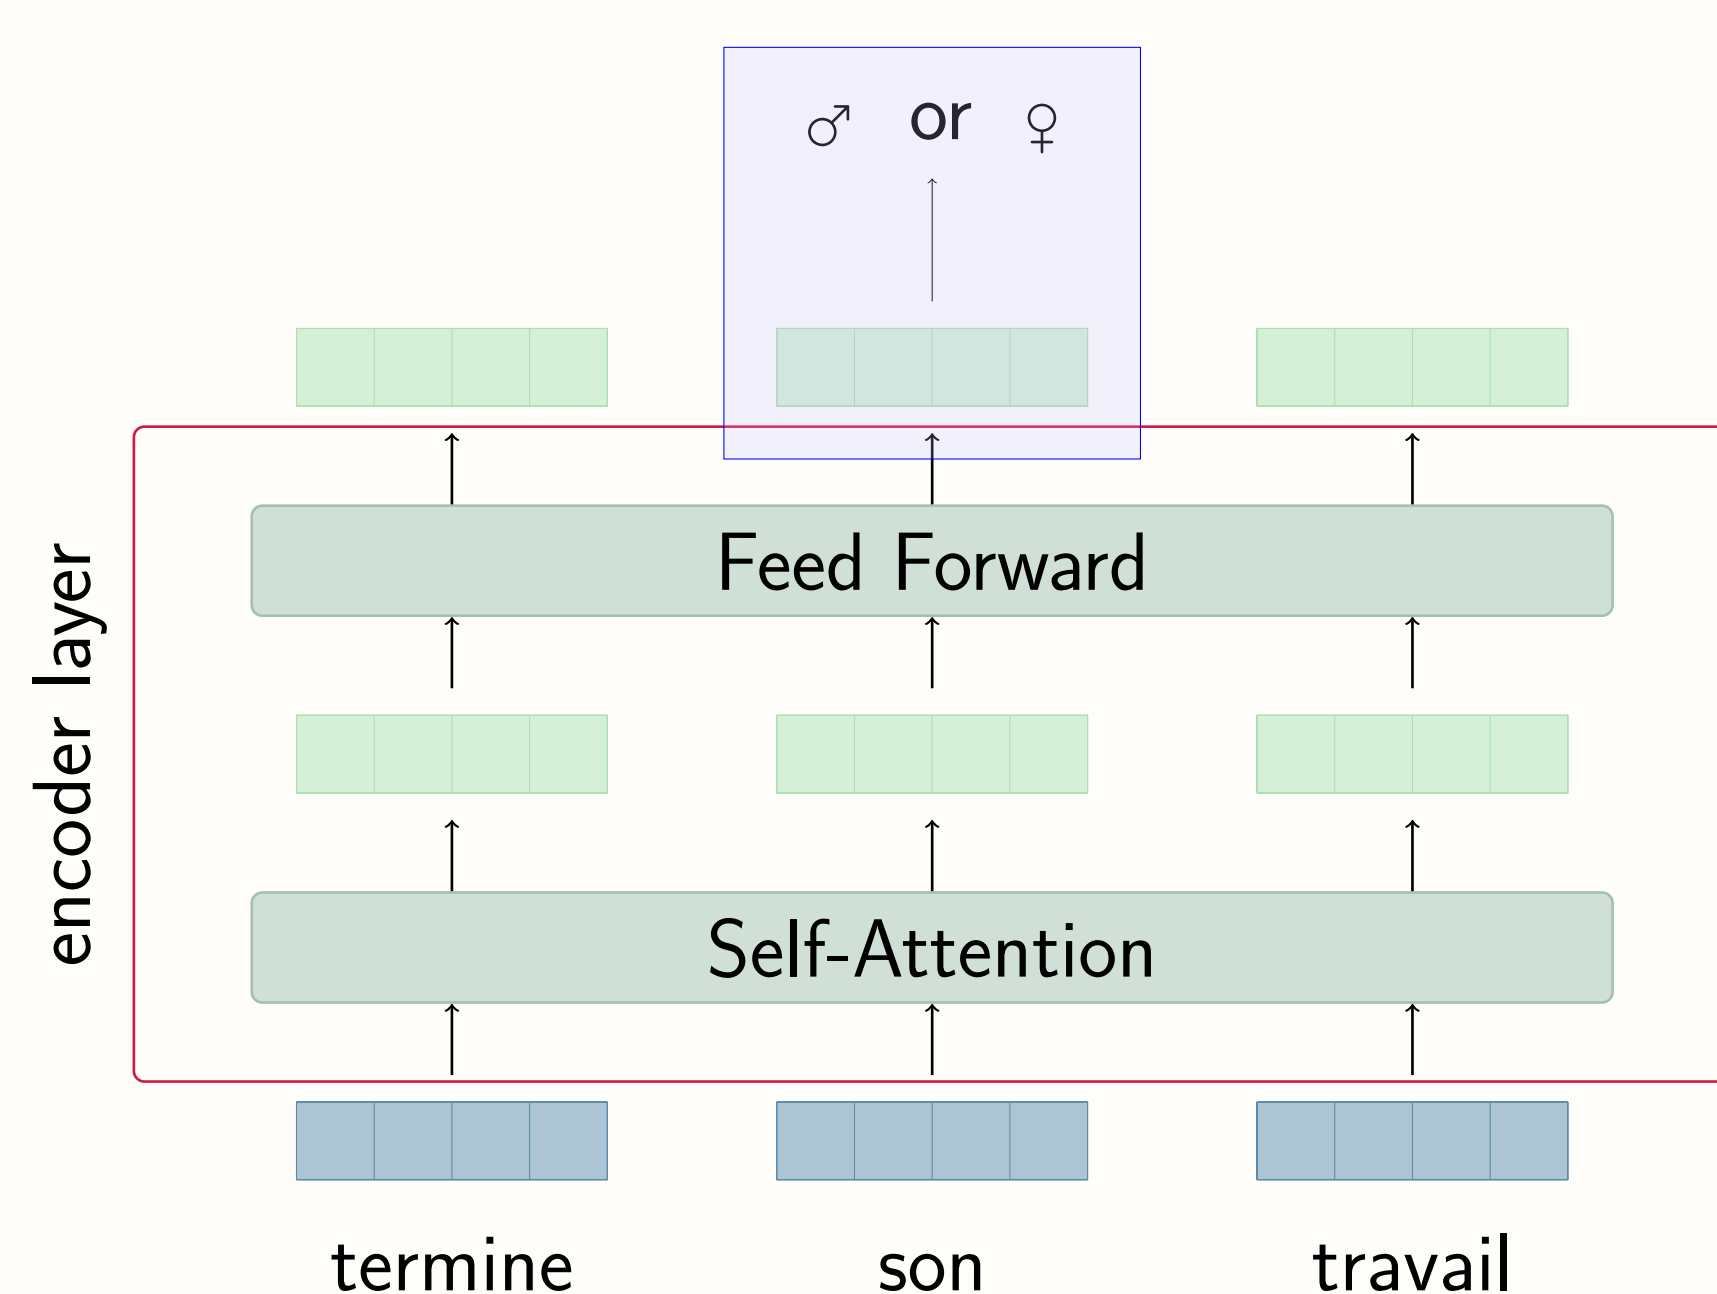 ♂ or ♀
encoder layer
Feed Forward
Self-Attention
termine son travail